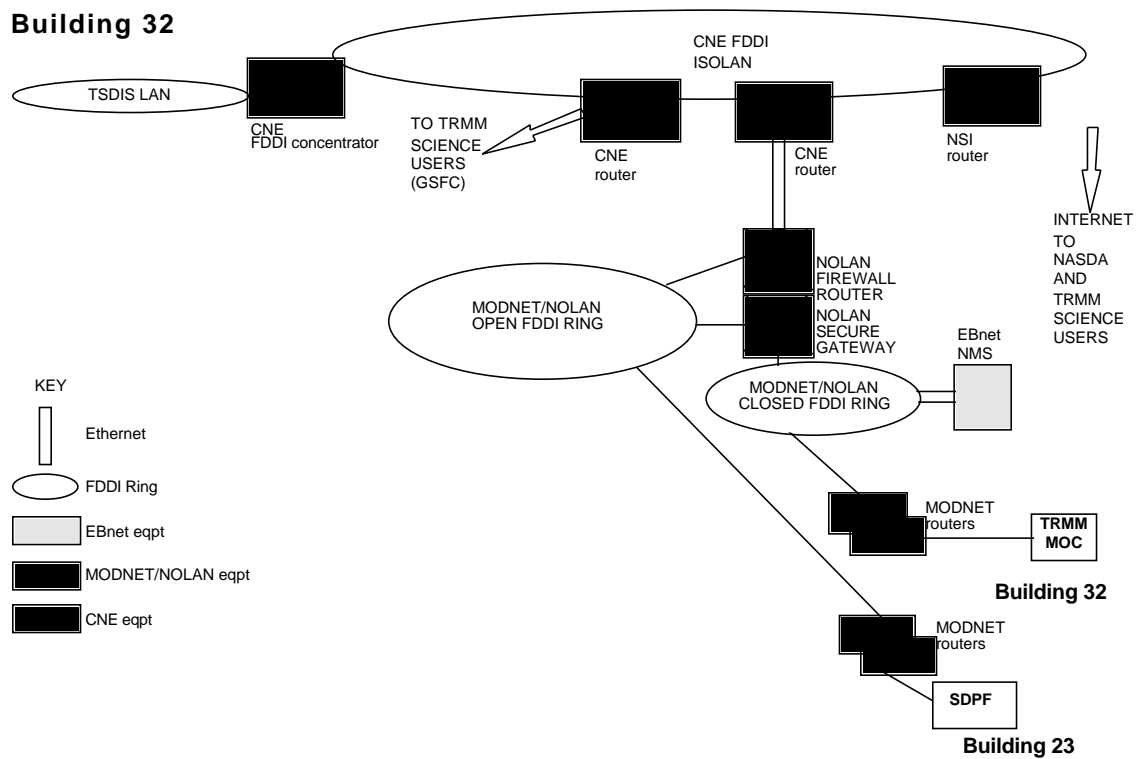 Building 32
CNE FDDI
ISOLAN
TSDIS LAN
CNE
FDDI concentrator
TO TRMM
SCIENCE
USERS
(GSFC)
CNE
router
CNE
router
NSI
router
INTERNET
TO
NASDA
AND
TRMM
SCIENCE
USERS
NOLAN
FIREWALL
ROUTER
NOLAN
SECURE
GATEWAY
MODNET/NOLAN
OPEN FDDI RING
EBnet
NMS
MODNET/NOLAN
CLOSED FDDI RING
KEY
Ethernet
FDDI Ring
EBnet eqpt
MODNET/NOLAN eqpt
CNE eqpt
MODNET
routers
TRMM
MOC
Building 32
MODNET
routers
SDPF
Building 23